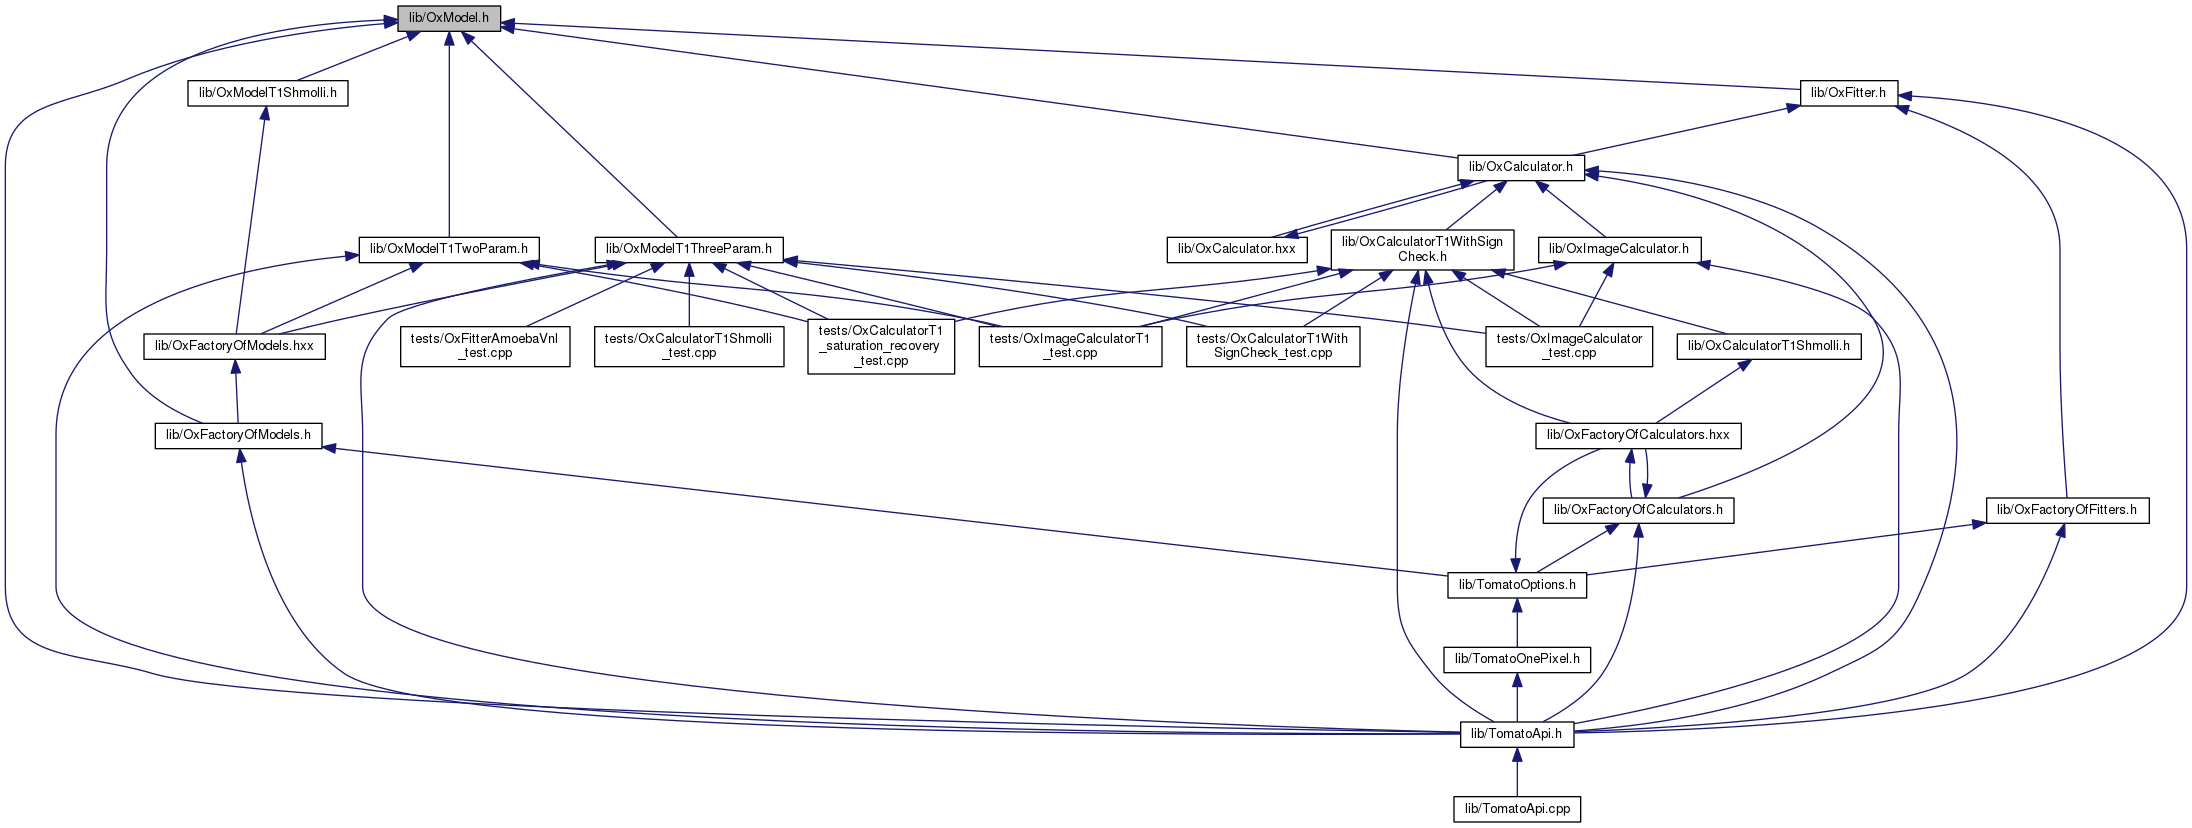 lib/OxModel.h
lib/OxModelT1Shmolli.h
lib/OxFitter.h
lib/OxCalculator.h
lib/OxModelT1TwoParam.h
lib/OxModelT1ThreeParam.h
lib/OxCalculator.hxx
lib/OxCalculatorT1WithSign
Check.h
lib/OxImageCalculator.h
lib/OxFactoryOfModels.hxx
tests/OxFitterAmoebaVnl
_test.cpp
tests/OxCalculatorT1Shmolli
_test.cpp
tests/OxCalculatorT1
_saturation_recovery
_test.cpp
tests/OxImageCalculatorT1
_test.cpp
tests/OxCalculatorT1With
SignCheck_test.cpp
tests/OxImageCalculator
_test.cpp
lib/OxCalculatorT1Shmolli.h
lib/OxFactoryOfModels.h
lib/OxFactoryOfCalculators.hxx
lib/OxFactoryOfCalculators.h
lib/OxFactoryOfFitters.h
lib/TomatoOptions.h
lib/TomatoOnePixel.h
lib/TomatoApi.h
lib/TomatoApi.cpp